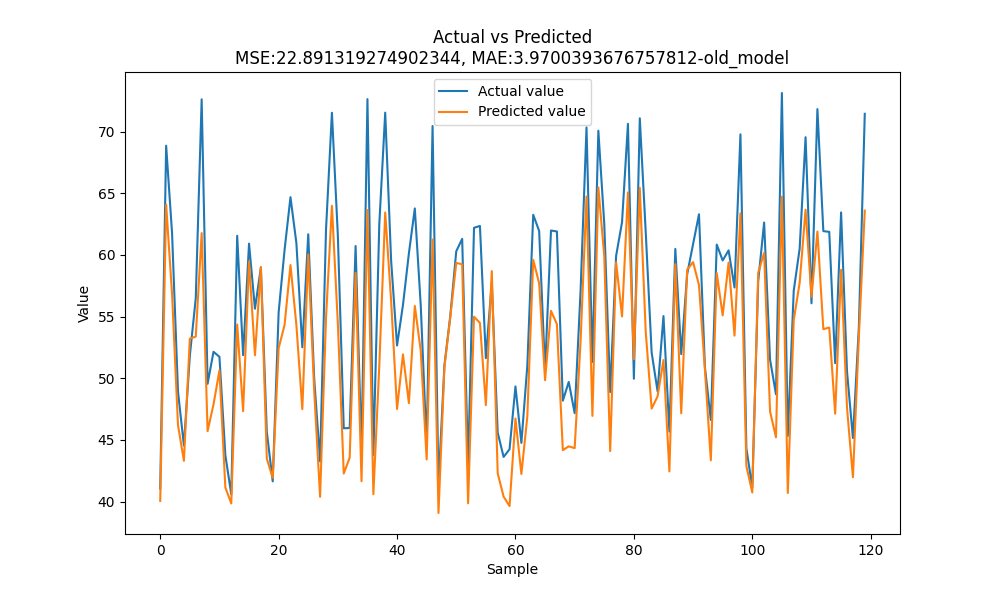 Actual vs Predicted
MSE:22.891319274902344, MAE:3.9700393676757812-old_model
Actual value
Predicted value
Value
70
65
60
55
50
45
40
0
20
40
60
80
100
120
Sample